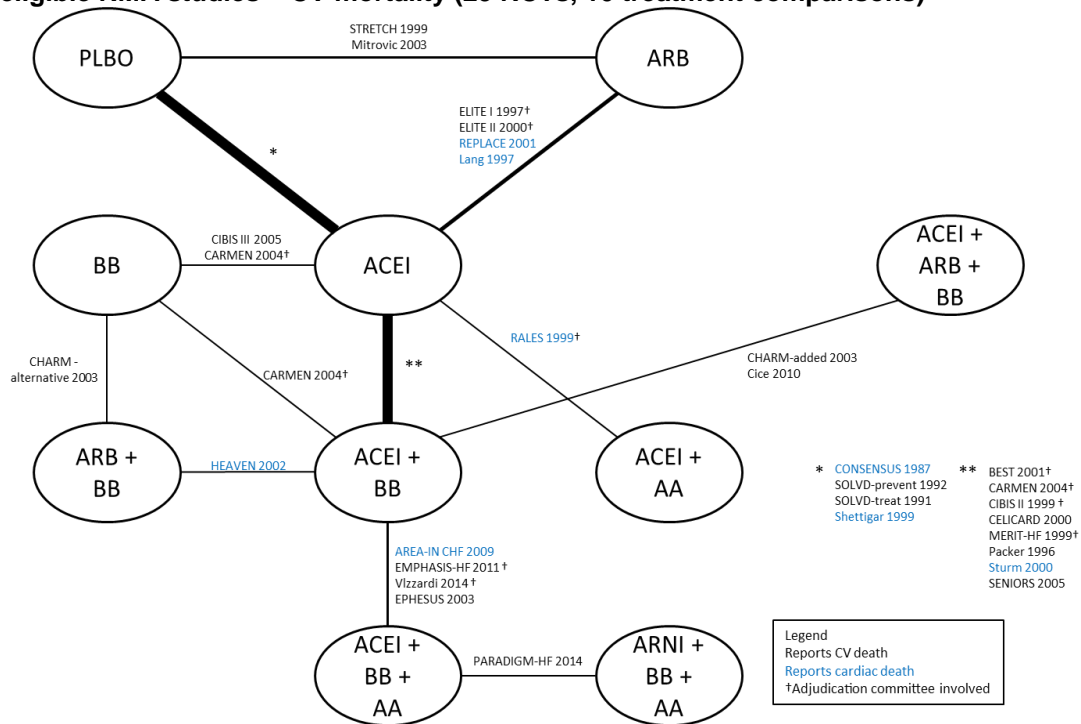 NMA studies – CV mortality RCTs, treatment comparisons)
STRETCH 1999
Mitrovic 2003
PLBO
ARB
ELITE I 1997†
ELITE II 2000†
REPLACE 2001
Lang 1997
*
CIBIS III 2005
CARMEN 2004†
BB
ACEI
ACEI +
ARB +
BB
RALES 1999†
CHARM -
alternative 2003
CARMEN 2004†
**
CHARM-added 2003
Cice 2010
ARB +
BB
HEAVEN 2002
ACEI +
BB
ACEI +
AA
* CONSENSUS 1987
SOLVD-prevent 1992
SOLVD-treat 1991
Shettigar 1999
** BEST 2001†
CARMEN 2004†
CIBIS II 1999 †
CELICARD 2000
MERIT-HF 1999†
Packer 1996
Sturm 2000
SENIORS 2005
AREA-IN CHF 2009
EMPHASIS-HF 2011†
VIzzardi 2014†
EPHESUS 2003
ACEI +
BB +
AA
PARADIGM-HF 2014
ARNI +
BB +
AA
Legend
Reports CV death
Reports cardiac death
†Adjudication committee involved